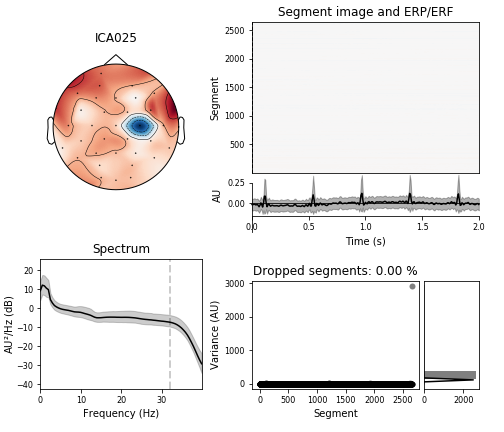 ICA025
Segment image and ERP/ERF
2500
2000
1500
1000
500
Segment
0.25
0.00
AU
0.0 0.5 1.0 1.5 2.0
Time (s)
Spectrum
20
10
0
−10
−20
−30
−40
AU²/Hz (dB)
0 10 20 30
Frequency (Hz)
Dropped segments: 0.00 %
3000
2000
1000
0
Variance (AU)
0 500 1000 1500 2000 2500
Segment
0 2000